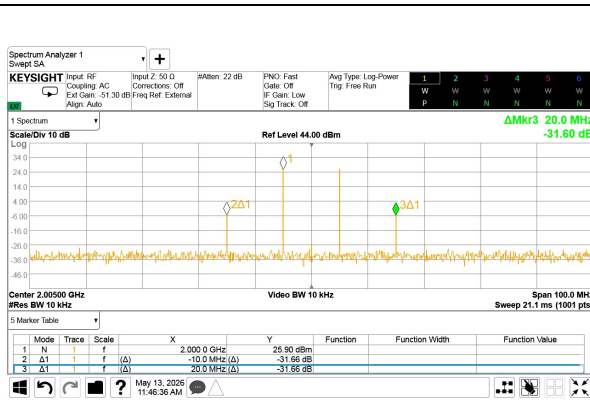 Spectrum Analyzer 1
Swept SA
KEYSIGHT Input: RF Input Z: 50 Ω #Atten: 22 dB PNO: Fast Avg Type: Log-Power 1 2 3 4 5 6
Coupling: AC Corrections: Off Gate: Off Trig: Free Run W W W W W W
Ext Gain: -51.30 dB Freq Ref: External IF Gain: Low
LXI Align: Auto Sig Track: Off P N N N N N
1 Spectrum ΔMkr3 20.0 MHz
Scale/Div 10 dB Ref Level 44.00 dBm -31.60 dB
Log
34.0
1
24.0
14.0
4.00 2Δ1 3Δ1
-6.00
-16.0
-26.0
-36.0
-46.0
Center 2.00500 GHz Video BW 10 kHz Span 100.0 MHz
#Res BW 10 kHz Sweep 21.1 ms (1001 pts
5 Marker Table
Mode Trace Scale X Y Function Function Width Function Value
1 N 1 f 2.000 0 GHz 25.90 dBm
2 Δ1 1 f (Δ) -10.0 MHz (Δ) -31.66 dB
3 Δ1 1 f (Δ) 20.0 MHz (Δ) -31.66 dB
? May 13, 2026
11:46:36 AM